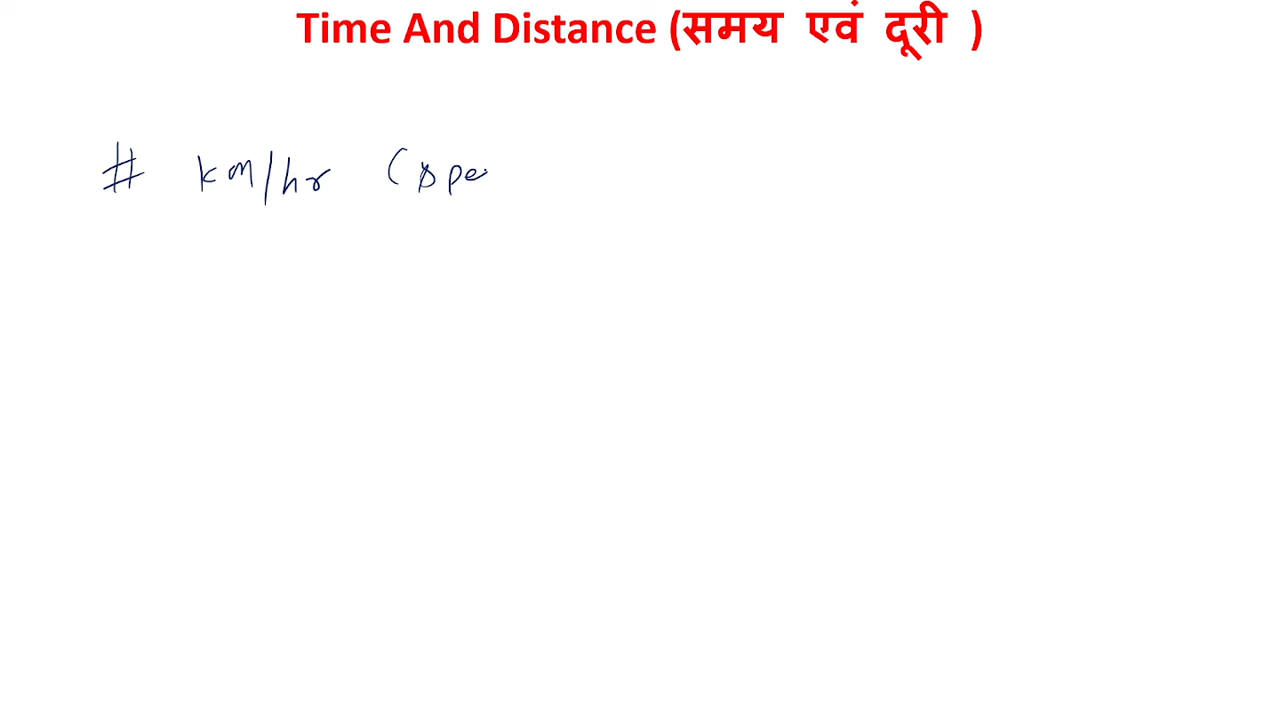 Time And Distance (समय एवं दूरी )
# km/hr (spe